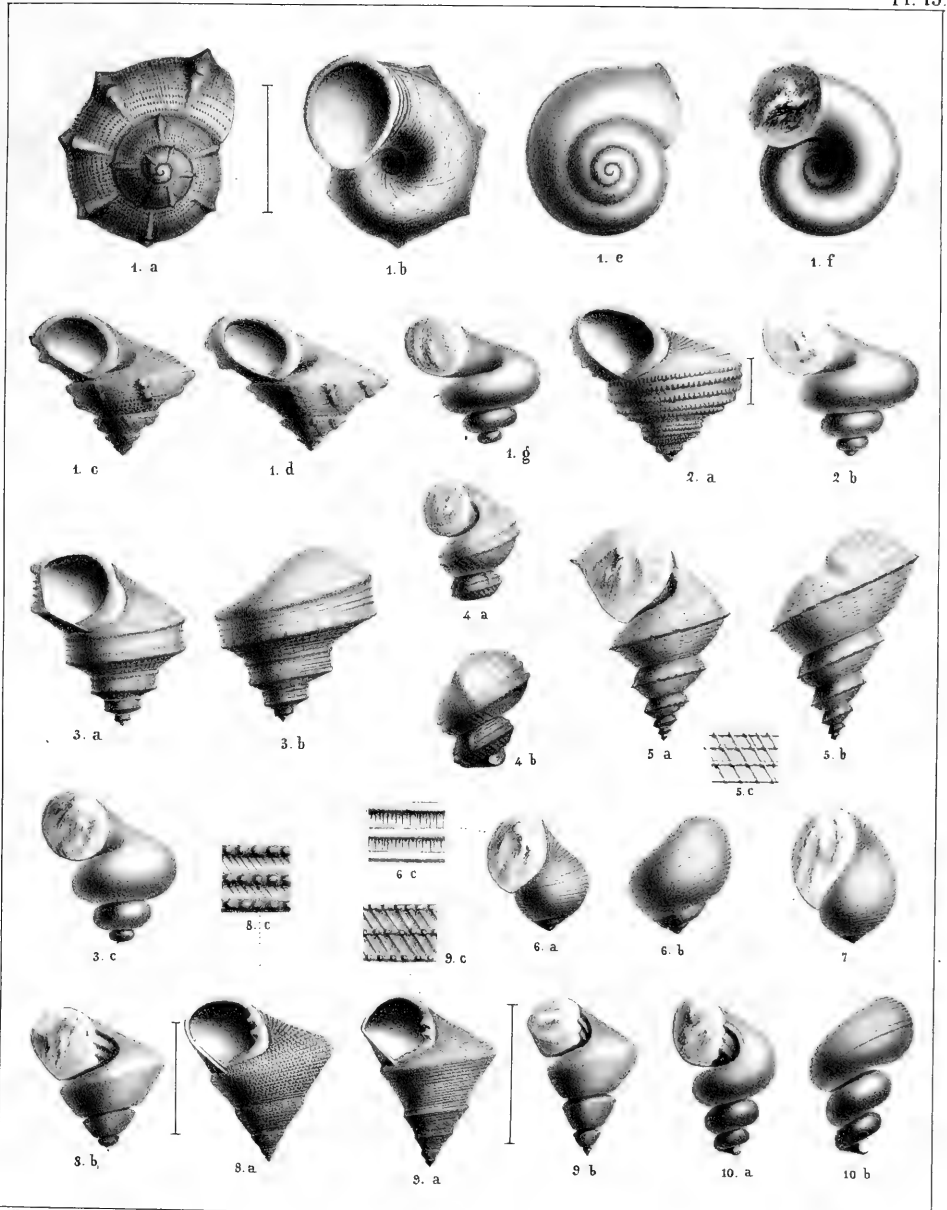 Pl. 15.
1. a
1. b
1. e
1. f
1. c
1. d
1. g
2. a
2 b
3. a
3. b
4 a
4 b
5 a
5. b
5. c
3. c
8. c
6 c
9. c
6. a
6. b
7
8. b,
8. a
9. a
9 b
10. a
10 b